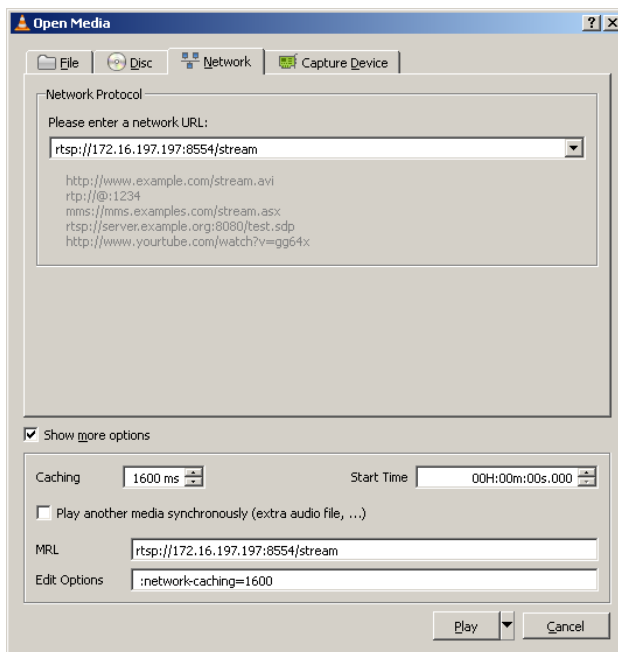 Open Media
File Disc Network Capture Device
Network Protocol
Please enter a network URL:
rtsp://172.16.197.197:8554/stream
http://www.example.com/stream.avi
rtp://@:1234
mms://mms.examples.com/stream.asx
rtsp://server.example.org:8080/test.sdp
http://www.yourtube.com/watch?v=gg64x
Show more options
Caching 1600 ms Start Time 00H:00m:00s.000
Play another media synchronously (extra audio file, ...)
MRL rtsp://172.16.197.197:8554/stream
Edit Options :network-caching=1600
Play Cancel